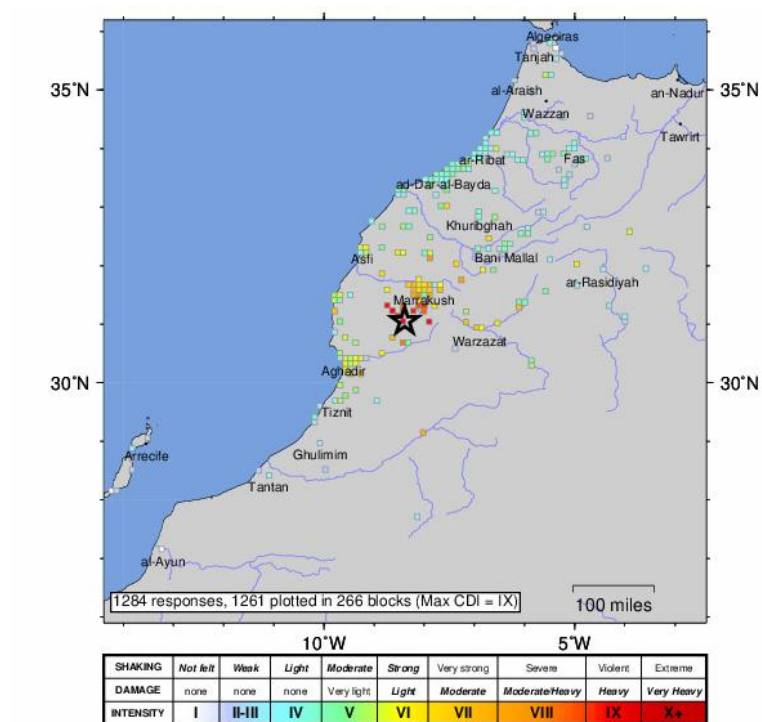 Algeciras
Tanjah
35°N
35°N
al-Araish
an-Nadur
Wazzan
Tawrirt
ar-Ribat
Fas
ad-Dar-al-Bayda
Khuribghah
Asfi
Bani Mallal
ar-Rasidiyah
Marrakush
Warzazat
30°N
30°N
Aghadir
Tiznit
Arrecife
Ghulimim
Tantan
al-Ayun
1284 responses, 1261 plotted in 266 blocks (Max CDI = IX)
100 miles
10°W
5°W
SHAKING Not felt Weak Light Moderate Strong Very strong Severe Violent Extreme
DAMAGE none none none Very light Light Moderate Moderate/Heavy Heavy Very Heavy
INTENSITY I II-III IV V VI VII VIII IX X+